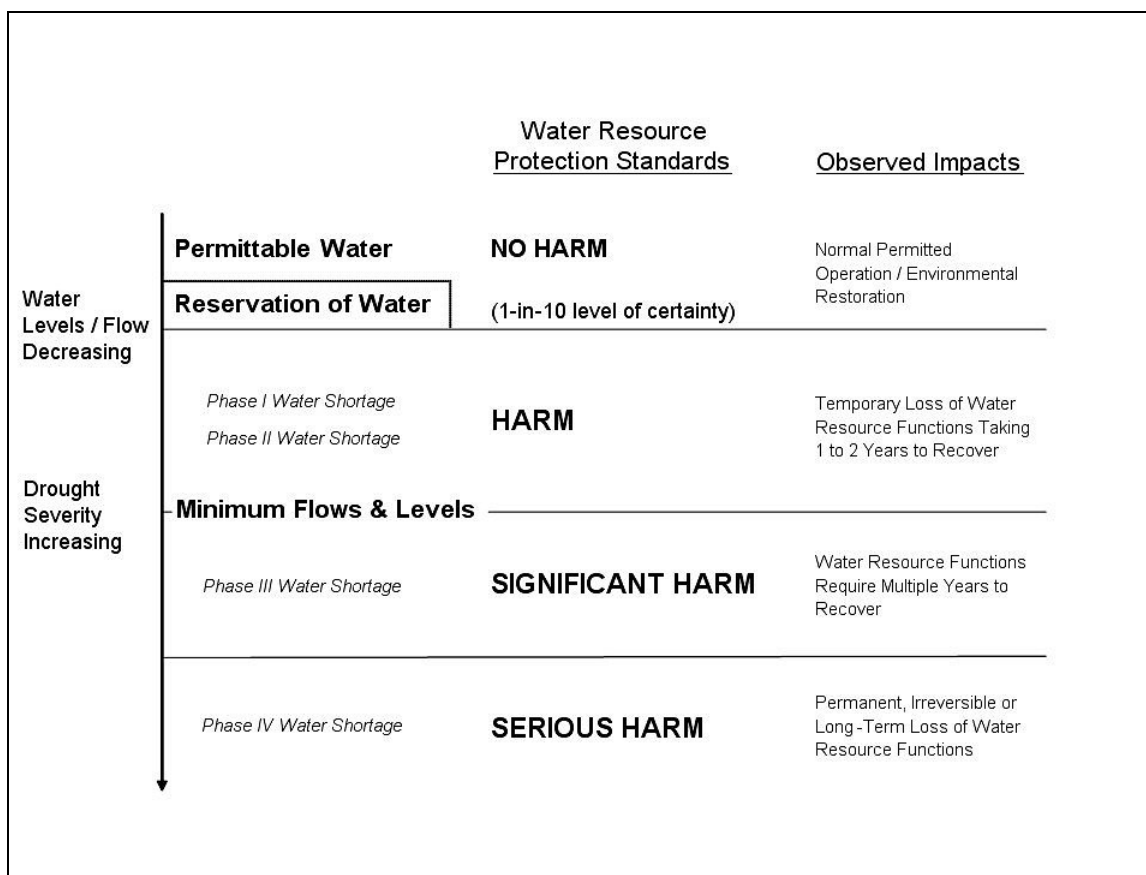 Water Resource
Protection Standards
Observed Impacts
Permittable Water
NO HARM
Normal Permitted
Operation / Environmental
Restoration
Water
Levels / Flow
Decreasing
Reservation of Water
(1-in-10 level of certainty)
Phase I Water Shortage
Phase II Water Shortage
HARM
Temporary Loss of Water
Resource Functions Taking
1 to 2 Years to Recover
Drought
Severity
Increasing
Minimum Flows & Levels
Phase III Water Shortage
SIGNIFICANT HARM
Water Resource Functions
Require Multiple Years to
Recover
Phase IV Water Shortage
SERIOUS HARM
Permanent, Irreversible or
Long-Term Loss of Water
Resource Functions